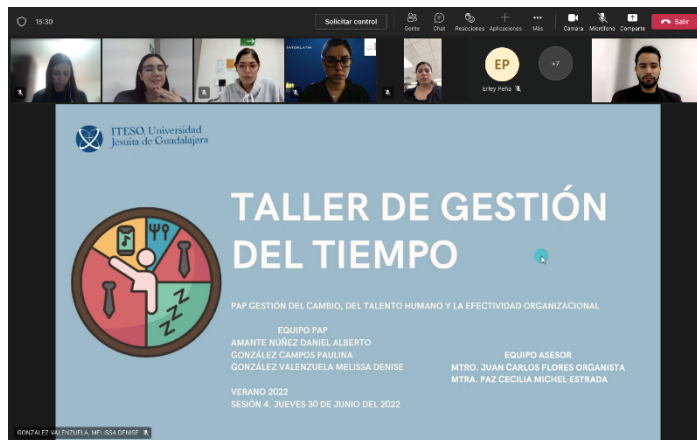 15:30
Solicitar control
Gente
Chat
Reacciones
Aplicaciones
Más
Cámara
Micrófono
Compartir
Salir
INTERLATIN
EP
Erley Peña
+7
ITESO, Universidad
Jesuita de Guadalajara
TALLER DE GESTIÓN
DEL TIEMPO
PAP GESTIÓN DEL CAMBIO, DEL TALENTO HUMANO Y LA EFECTIVIDAD ORGANIZACIONAL
EQUIPO PAP
AMANTE NÚÑEZ DANIEL ALBERTO
GONZÁLEZ CAMPOS PAULINA
GONZÁLEZ VALENZUELA MELISSA DENISE
EQUIPO ASESOR
MTRO. JUAN CARLOS FLORES ORGANISTA
MTRA. PAZ CECILIA MICHEL ESTRADA
VERANO 2022
SESIÓN 4. JUEVES 30 DE JUNIO DEL 2022
GONZALEZ VALENZUELA, MELISSA DENISE